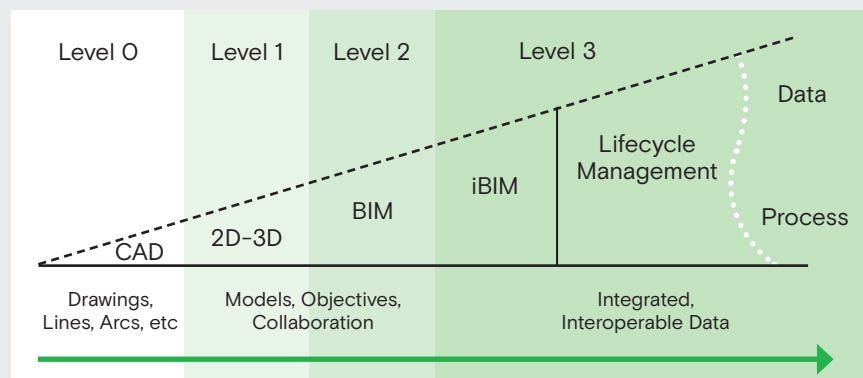 Level 0
Level 1
Level 2
Level 3
Data
Lifecycle
Management
iBIM
BIM
Process
2D-3D
CAD
Drawings,
Lines, Arcs, etc
Models, Objectives,
Collaboration
Integrated,
Interoperable Data